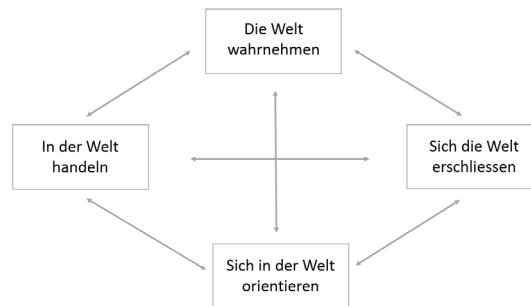 Die Welt
wahrnehmen
In der Welt
handeln
Sich die Welt
erschliessen
Sich in der Welt
orientieren